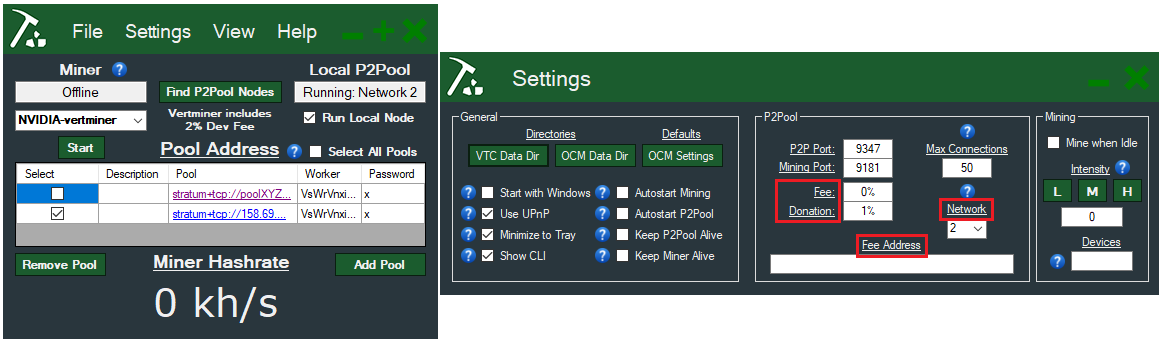 File Settings View Help
Miner ?
Local P2Pool
Offline
Find P2Pool Nodes
Running: Network 2
NVIDIA-vertminer
Vertminer includes
2% Dev Fee
Run Local Node
Start
Pool Address ?
Select All Pools
Select Description Pool Worker Password
stratum+tcp://poolXYZ... VsWrVnxi... x
stratum+tcp://158.69.... VsWrVnxi... x
Remove Pool
Miner Hashrate
Add Pool
0 kh/s
Settings
General
Directories
Defaults
VTC Data Dir
OCM Data Dir
OCM Settings
? Start with Windows
? Autostart Mining
? Use UPnP
? Autostart P2Pool
? Minimize to Tray
? Keep P2Pool Alive
? Show CLI
? Keep Miner Alive
P2Pool
P2P Port: 9347
Mining Port: 9181
Fee: 0%
Donation: 1%
?
Max Connections
50
?
Network
2
Fee Address
Mining
Mine when Idle
Intensity ?
L M H
0
Devices
?